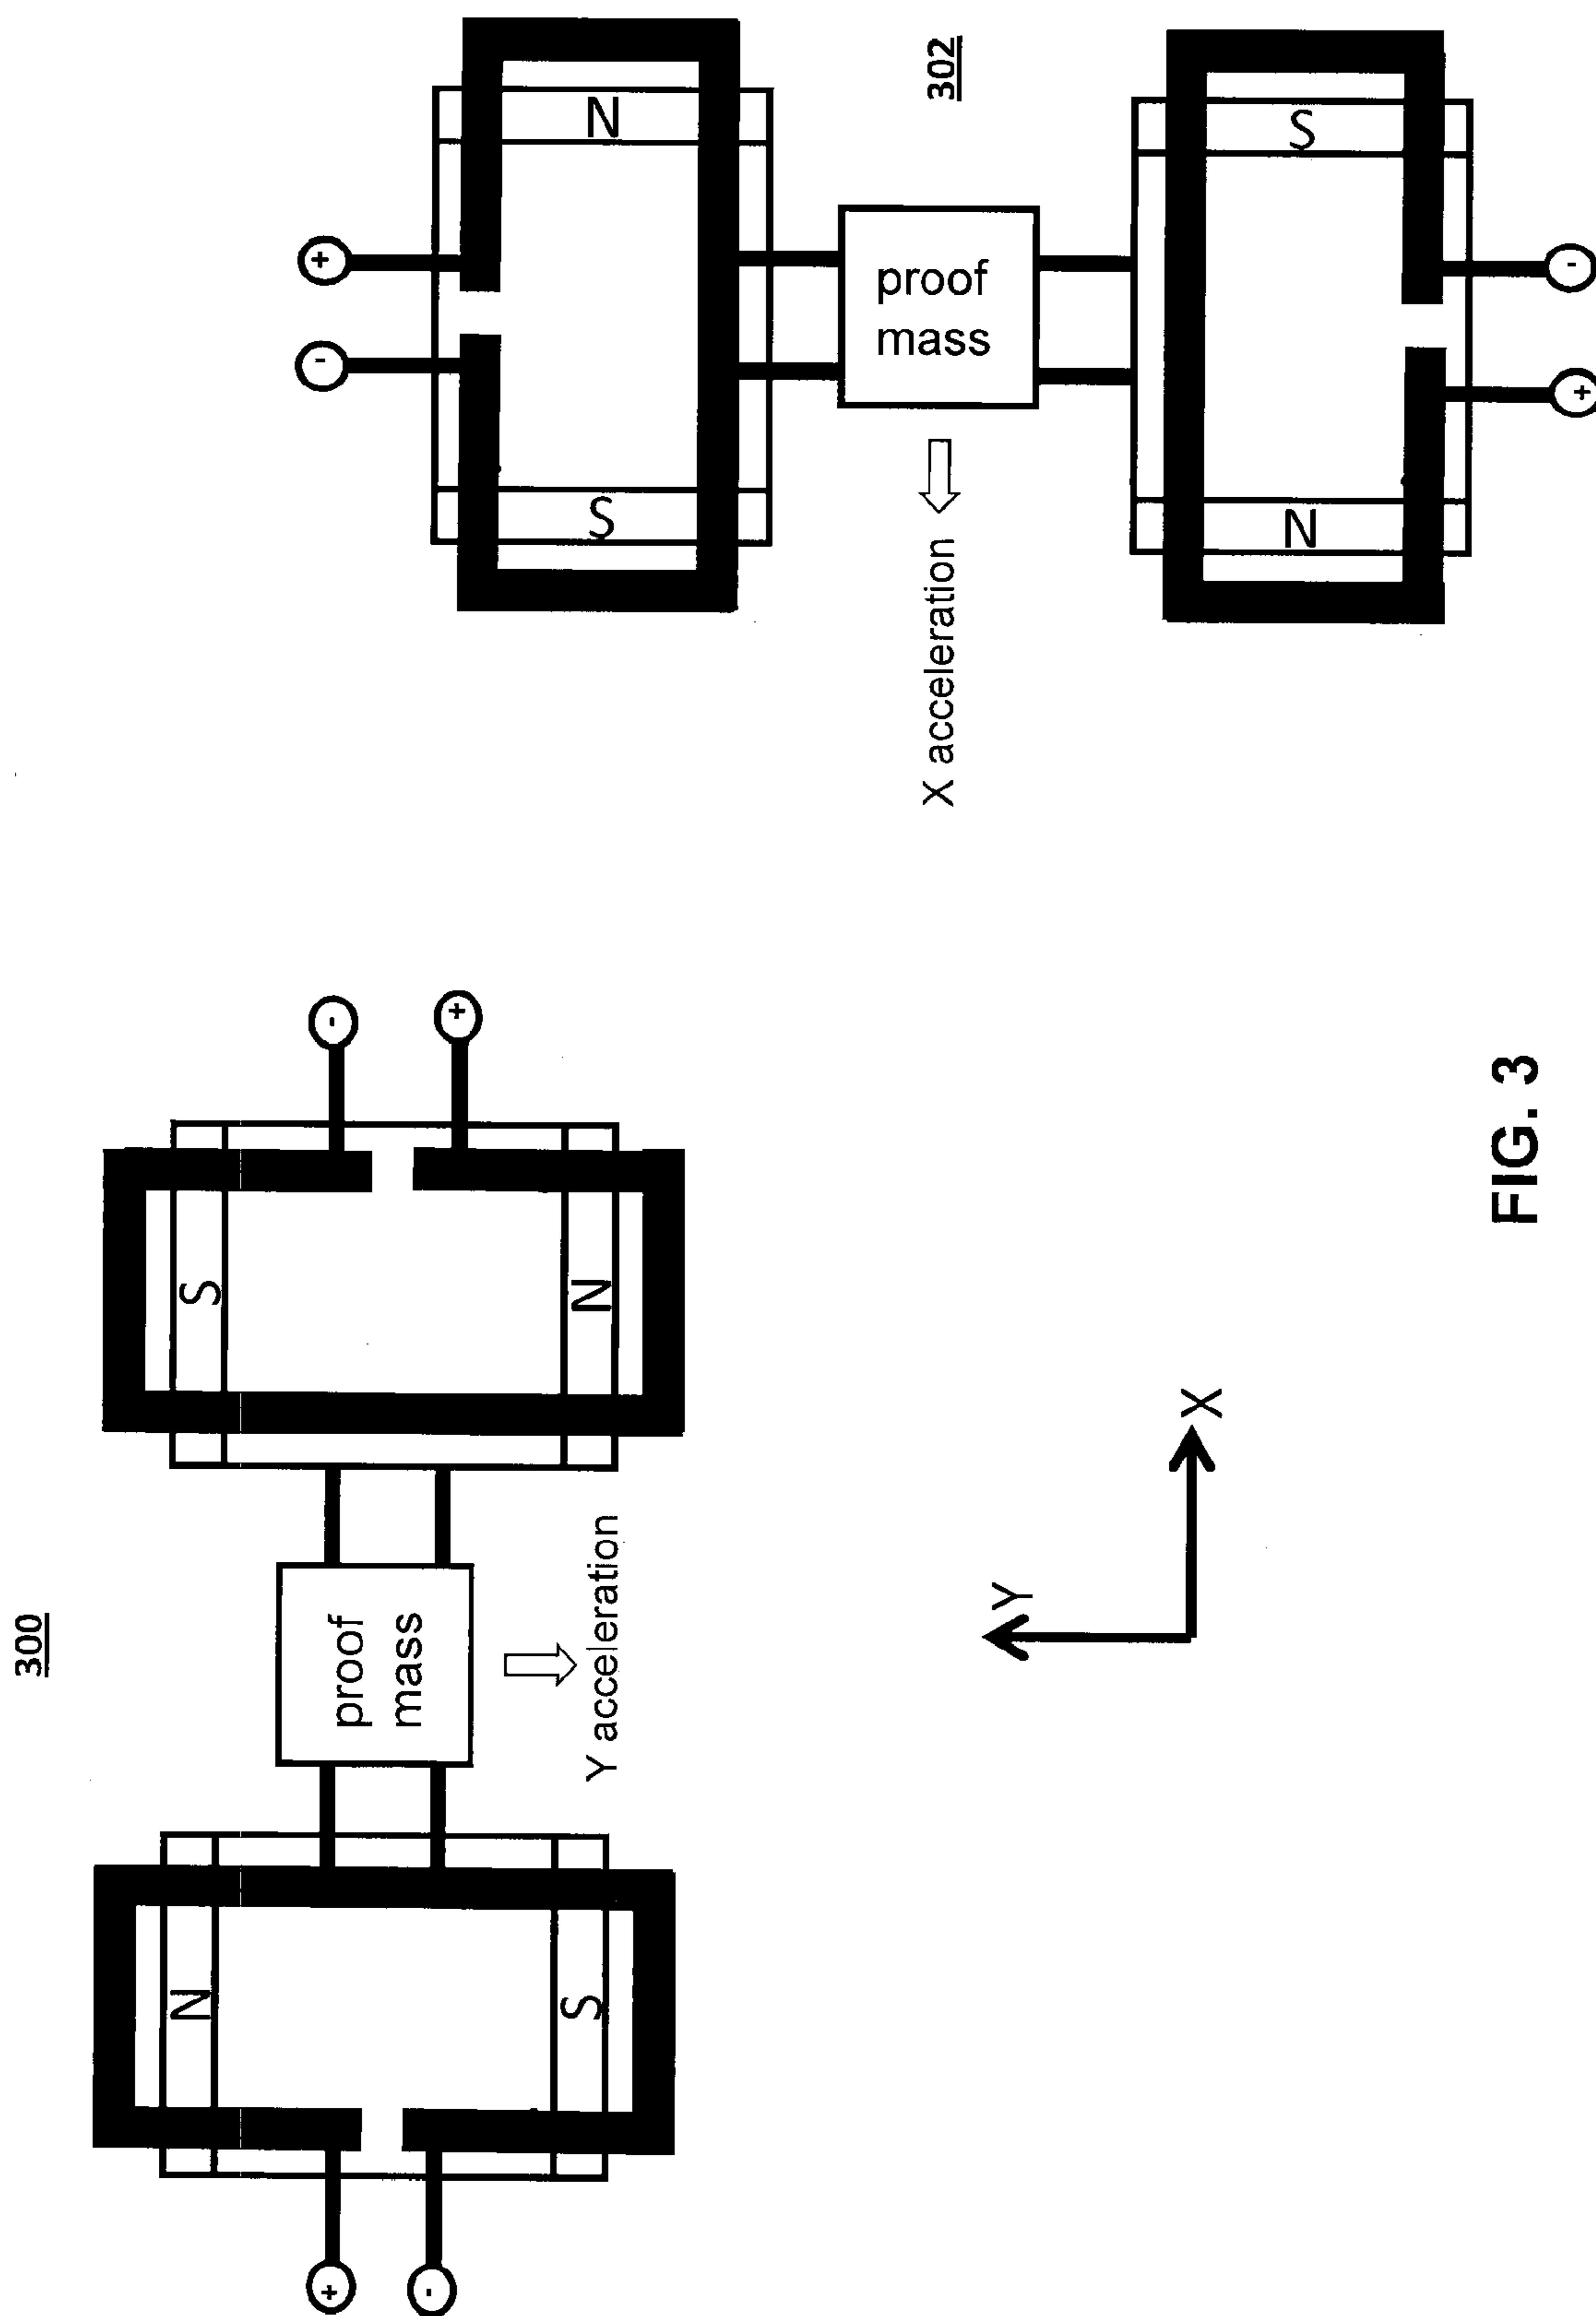 300
N
S
+
-
proof
mass
-
+
S
N
Y acceleration
-
+
S
N
proof
mass
X acceleration
302
N
S
+
-
Y
X
FIG. 3